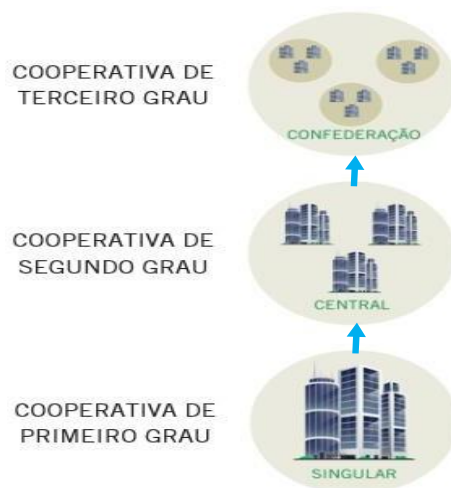 COOPERATIVA DE
TERCEIRO GRAU
CONFEDERAÇÃO
COOPERATIVA DE
SEGUNDO GRAU
CENTRAL
COOPERATIVA DE
PRIMEIRO GRAU
SINGULAR